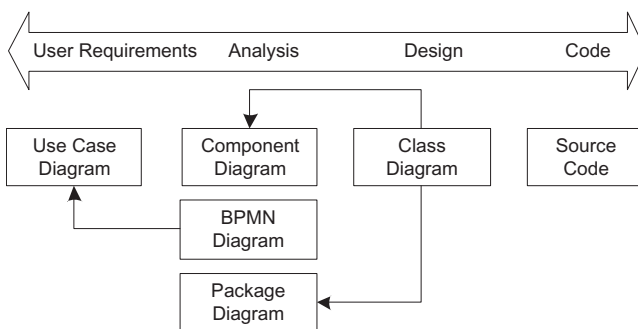 User Requirements Analysis Design Code
Use Case Component Class Source
Diagram Diagram Diagram Code
BPMN
Diagram
Package
Diagram